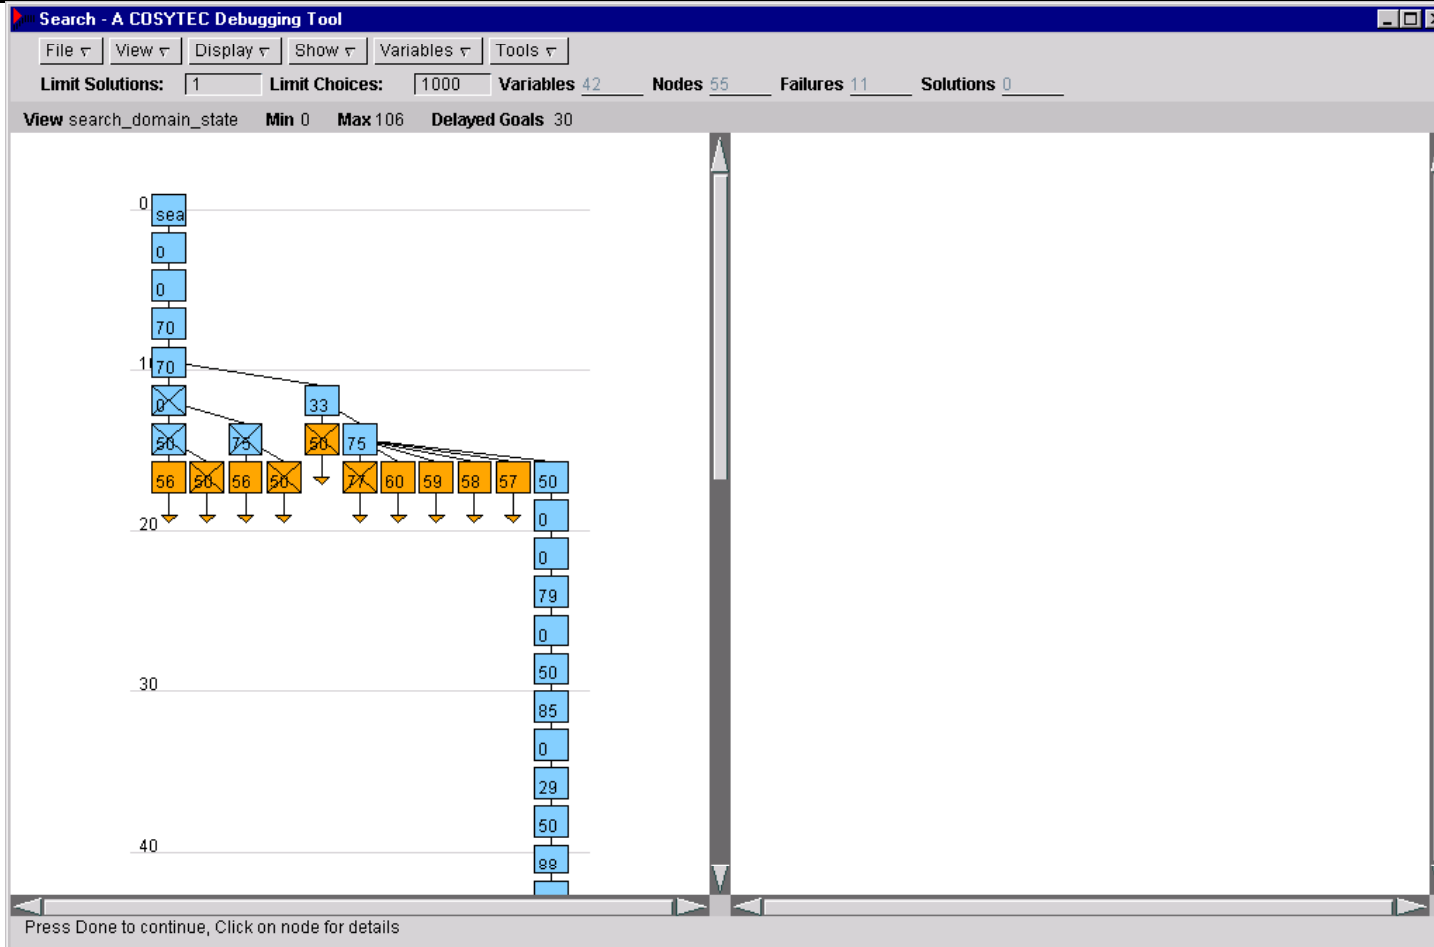 Search - A COSYTEC Debugging Tool
File View Display Show Variables Tools
Limit Solutions: 1 Limit Choices: 1000 Variables 42 Nodes 55 Failures 11 Solutions 0
View search_domain_state Min 0 Max 106 Delayed Goals 30
0 sea
0
0
70
70
0 33
50 75 50 75
56 50 56 50 77 60 59 58 57 50
20 0
0
79
0
50
30
85
0
29
50
40
88
Press Done to continue, Click on node for details